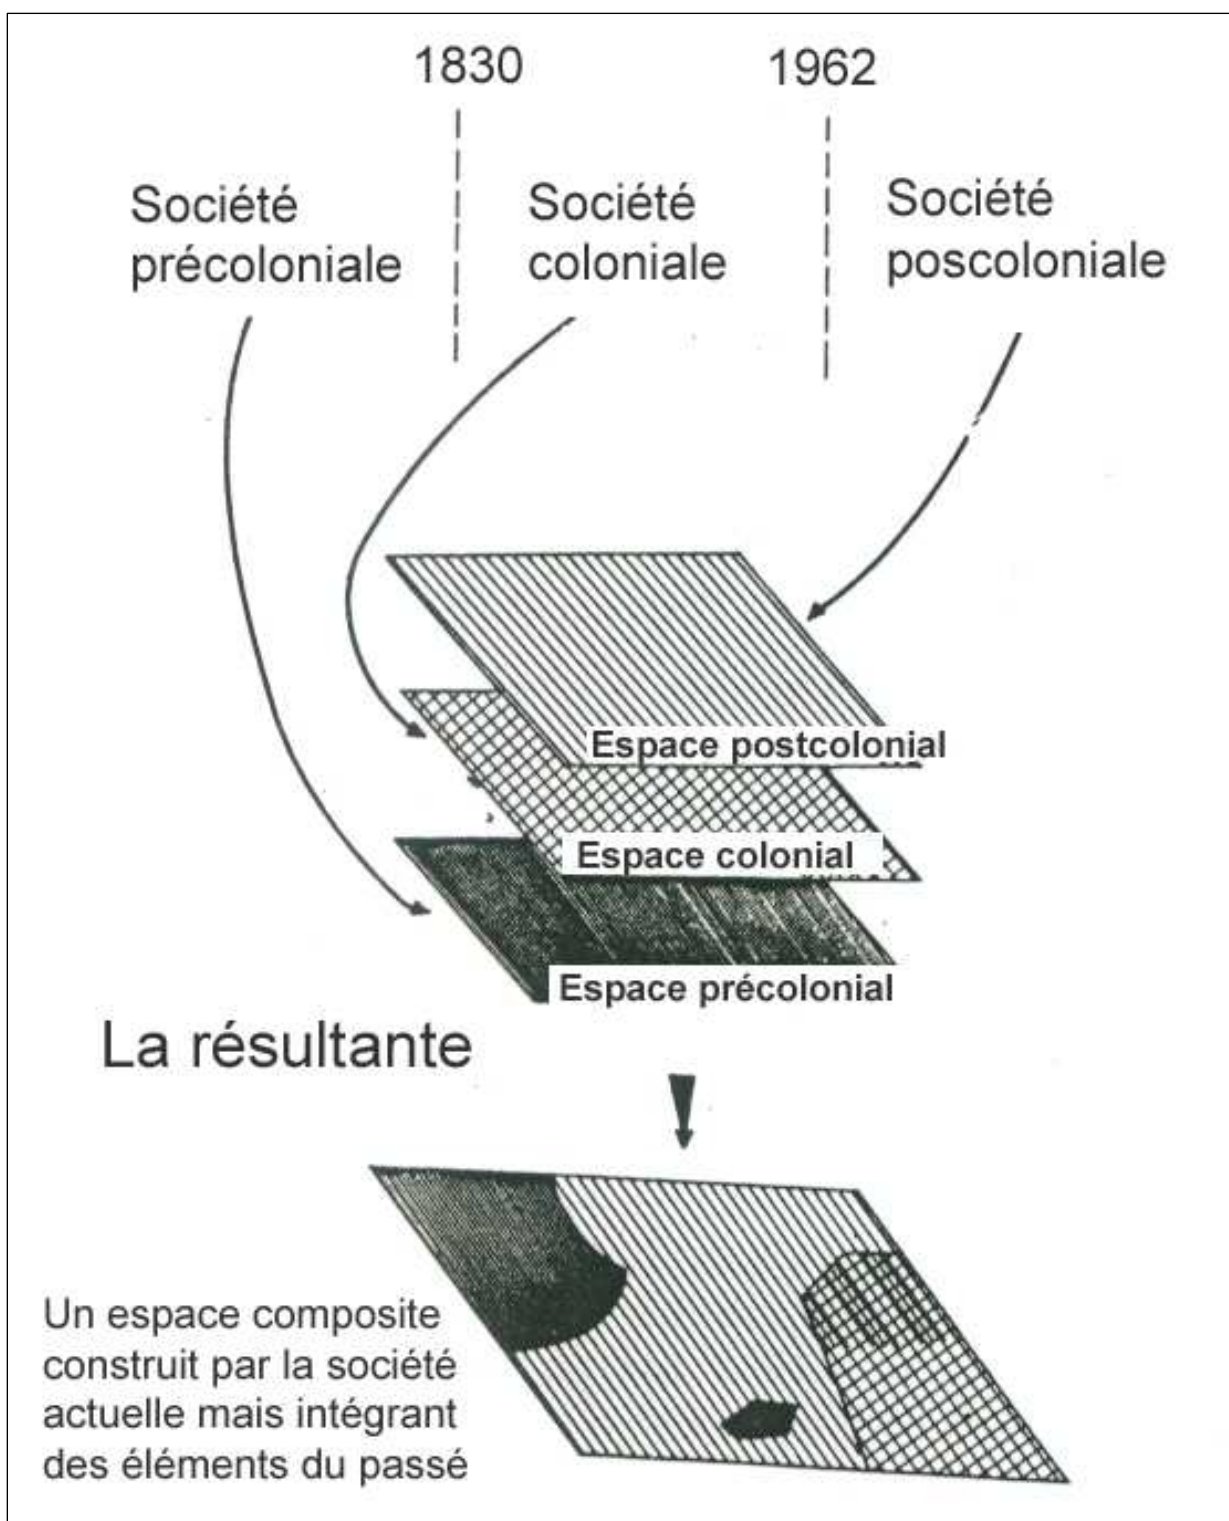 1830
1962
Société
précoloniale
Société
coloniale
Société
poscoloniale
Espace postcolonial
Espace colonial
Espace précolonial
La résultante
Un espace composite
construit par la société
actuelle mais intégrant
des éléments du passé